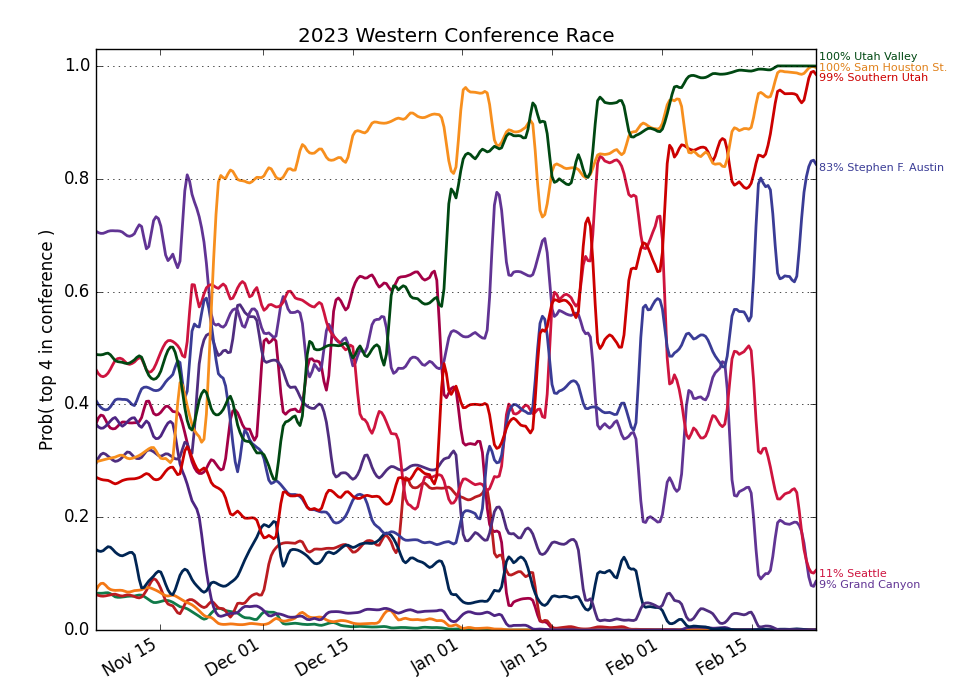 2023 Western Conference Race
Prob( top 4 in conference )
1.0
0.8
0.6
0.4
0.2
0.0
Nov 15
Dec 01
Dec 15
Jan 01
Jan 15
Feb 01
Feb 15
100% Utah Valley
100% Sam Houston St.
99% Southern Utah
83% Stephen F. Austin
11% Seattle
9% Grand Canyon